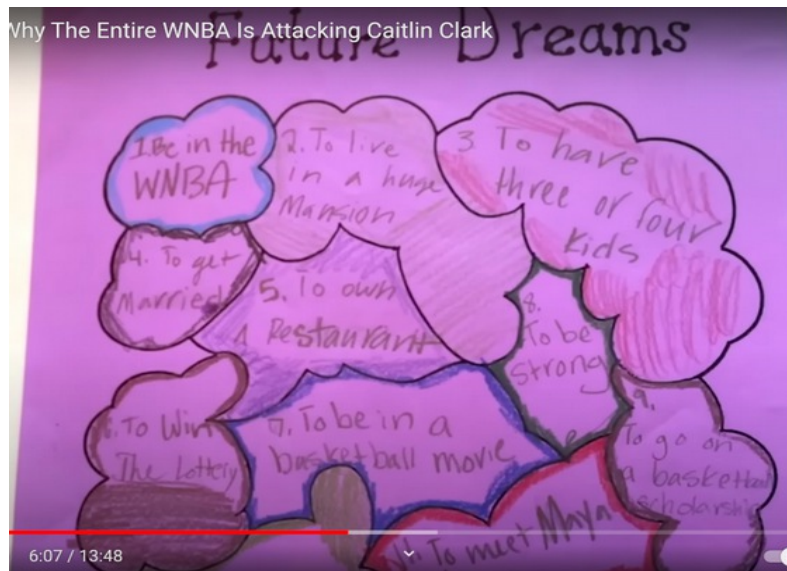 Why The Entire WNBA Is Attacking Caitlin Clark
Future Dreams
1. Be in the
WNBA
2. To live
in a huge
Mansion
3 To have
three or four
kids
4. To get
Married
5. To own
A Restaurant
6. To Win
The Lottery
7. To be in a
basketball movie
8.
To be
strong
9.
To go on
a basketball
scholarship
To meet Maya
6:07 / 13:48